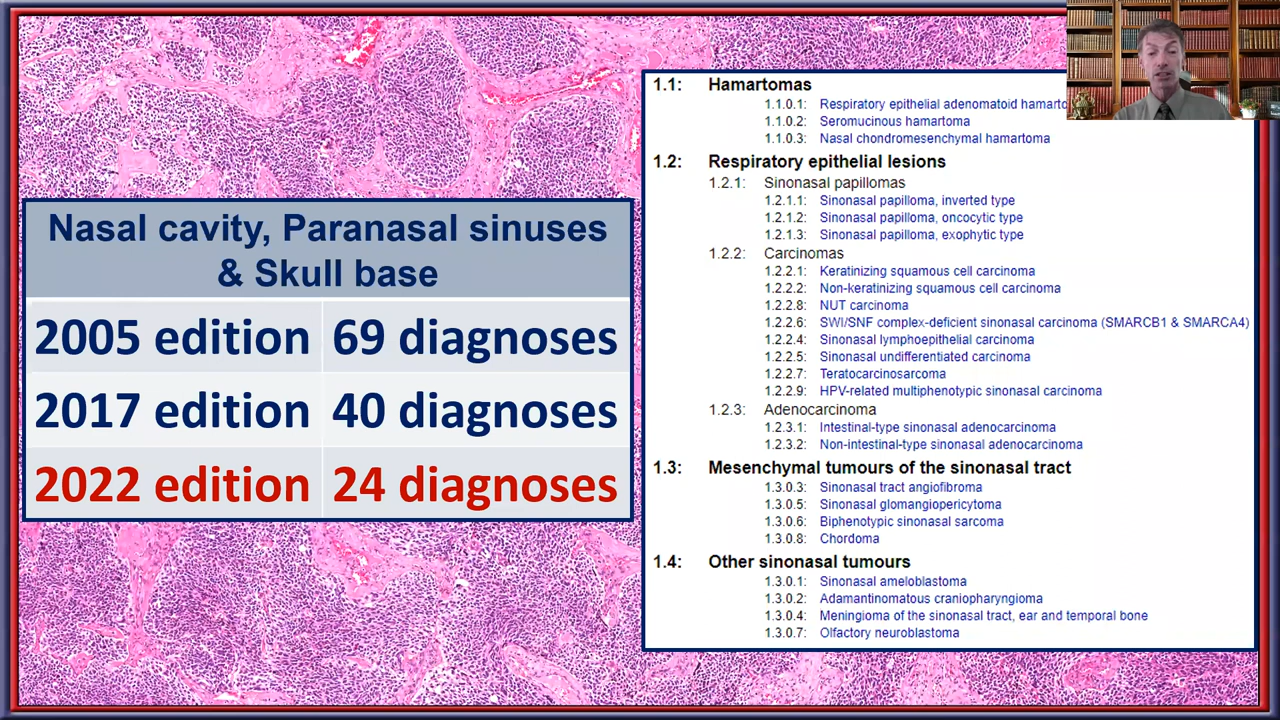 Nasal cavity, Paranasal sinuses
& Skull base
2005 edition 69 diagnoses
2017 edition 40 diagnoses
2022 edition 24 diagnoses
1.1: Hamartomas
1.1.0.1: Respiratory epithelial adenomatoid
1.1.0.2: Seromucinous hamartoma
1.1.0.3: Nasal chondromesenchymal hamartoma
1.2: Respiratory epithelial lesions
1.2.1: Sinonasal papillomas
1.2.1.1: Sinonasal papilloma, inverted type
1.2.1.2: Sinonasal papilloma, oncocytic type
1.2.1.3: Sinonasal papilloma, exophytic type
1.2.2: Carcinomas
1.2.2.1: Keratinizing squamous cell carcinoma
1.2.2.2: Non-keratinizing squamous cell carcinoma
1.2.2.8: NUT carcinoma
1.2.2.6: SWI/SNF complex-deficient sinonasal carcinoma (SMARCB1 & SMARCA4)
1.2.2.4: Sinonasal lymphoepithelial carcinoma
1.2.2.5: Sinonasal undifferentiated carcinoma
1.2.2.7: Teratocarcinosarcoma
1.2.2.9: HPV-related multiphenotypic sinonasal carcinoma
1.2.3: Adenocarcinoma
1.2.3.1: Intestinal-type sinonasal adenocarcinoma
1.2.3.2: Non-intestinal-type sinonasal adenocarcinoma
1.3: Mesenchymal tumours of the sinonasal tract
1.3.0.3: Sinonasal tract angiofibroma
1.3.0.5: Sinonasal glomangiopericytoma
1.3.0.6: Biphenotypic sinonasal sarcoma
1.3.0.8: Chordoma
1.4: Other sinonasal tumours
1.3.0.1: Sinonasal ameloblastoma
1.3.0.2: Adamantinomatous craniopharyngioma
1.3.0.4: Meningioma of the sinonasal tract, ear and temporal bone
1.3.0.7: Olfactory neuroblastoma